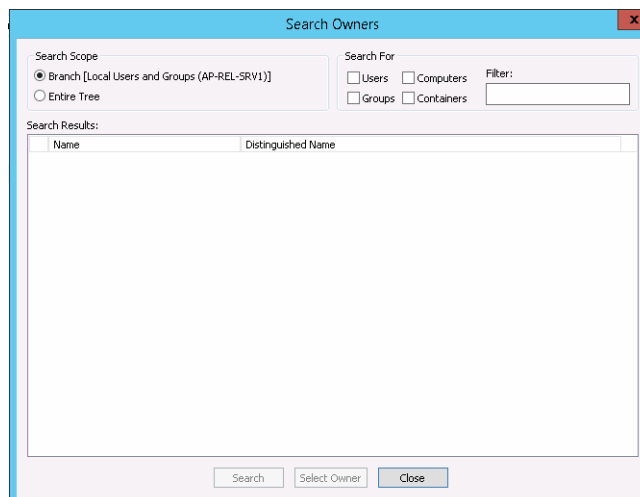 Search Owners
x
Search Scope
Branch [Local Users and Groups (AP-REL-SRV1)]
Entire Tree
Search For
Users
Computers
Groups
Containers
Filter:
Search Results:
Name
Distinguished Name
Search
Select Owner
Close